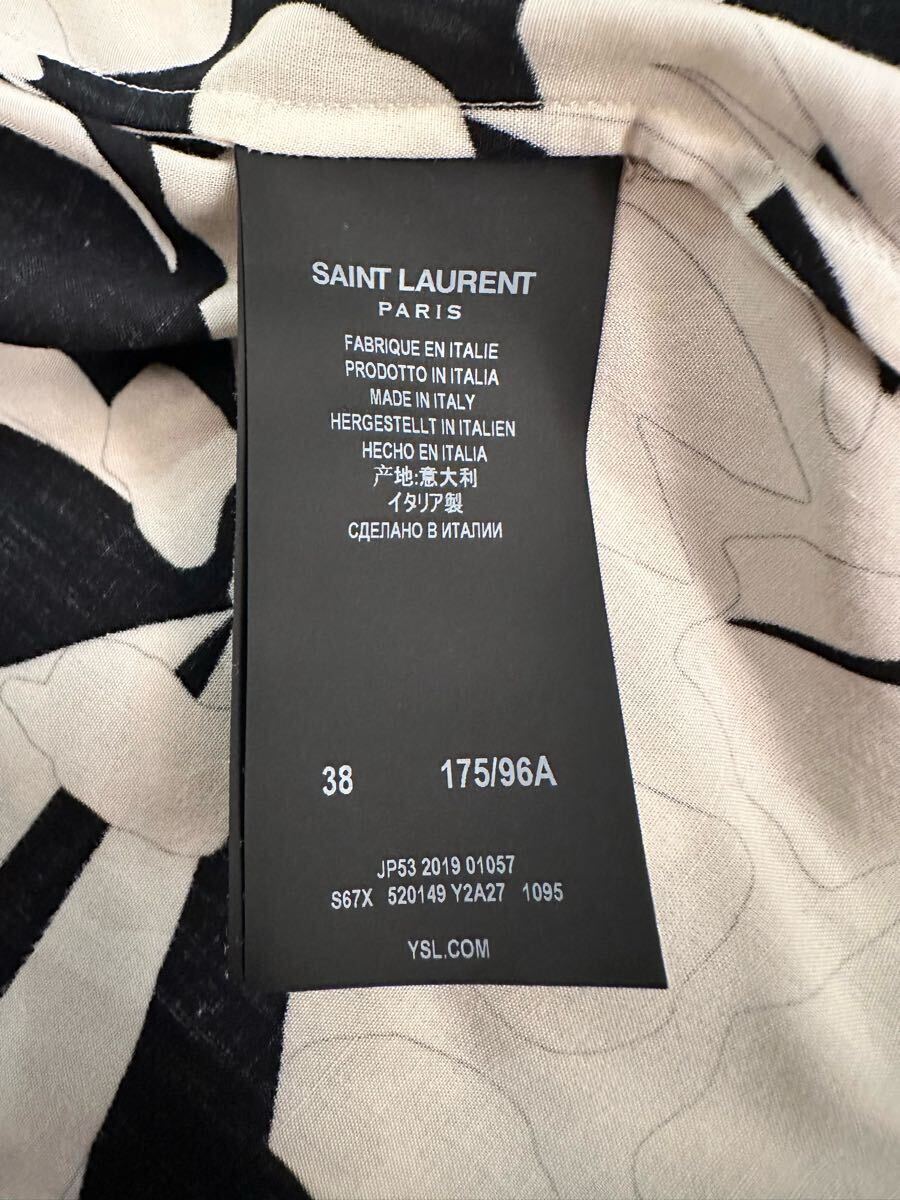 SAINT LAURENT
PARIS
FABRIQUE EN ITALIE
PRODOTTO IN ITALIA
MADE IN ITALY
HERGESTELLT IN ITALIEN
HECHO EN ITALIA
产地:意大利
イタリア製
СДЕЛАНО В ИТАЛИИ
38 175/96A
JP53 2019 01057
S67X 520149 Y2A27 1095
YSL.COM